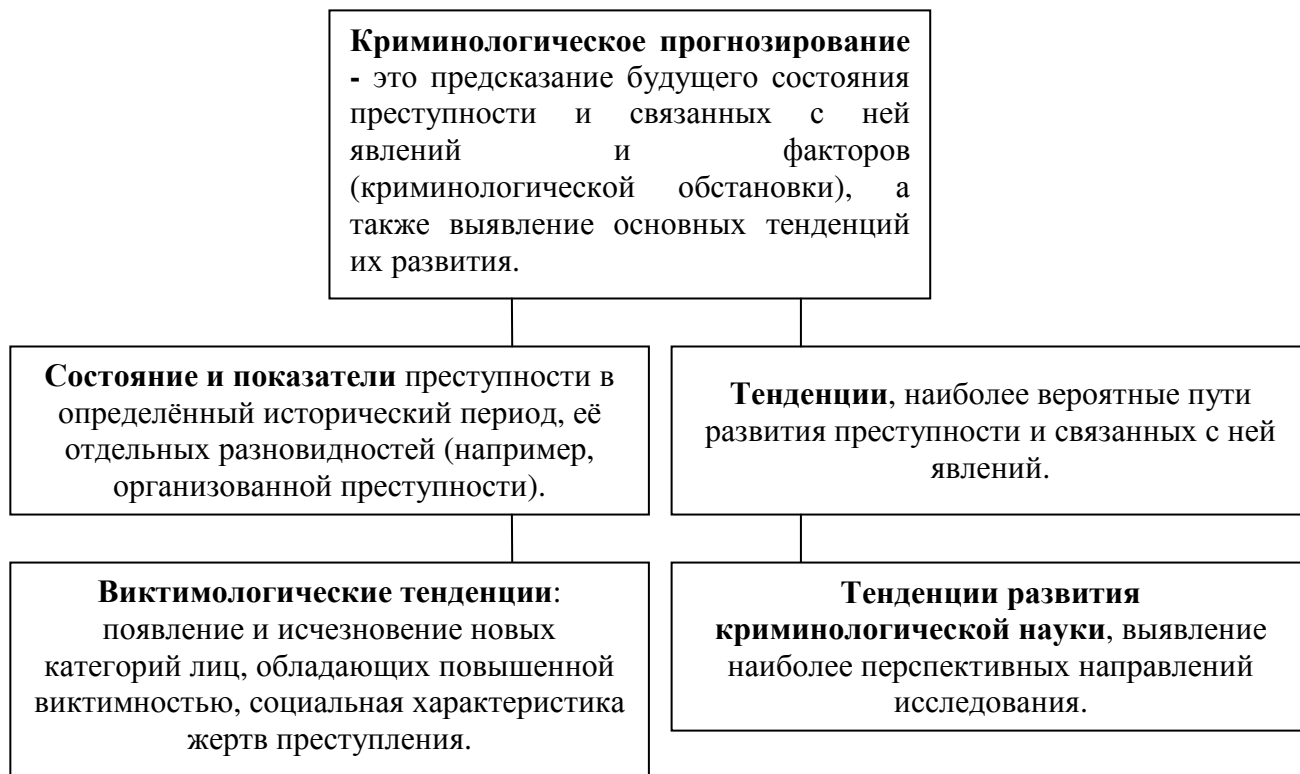 Криминологическое прогнозирование
- это предсказание будущего состояния
преступности и связанных с ней
явлений и факторов
(криминологической обстановки), а
также выявление основных тенденций
их развития.
Состояние и показатели преступности в
определённый исторический период, её
отдельных разновидностей (например,
организованной преступности).
Тенденции, наиболее вероятные пути
развития преступности и связанных с ней
явлений.
Виктимологические тенденции:
появление и исчезновение новых
категорий лиц, обладающих повышенной
виктимностью, социальная характеристика
жертв преступления.
Тенденции развития
криминологической науки, выявление
наиболее перспективных направлений
исследования.